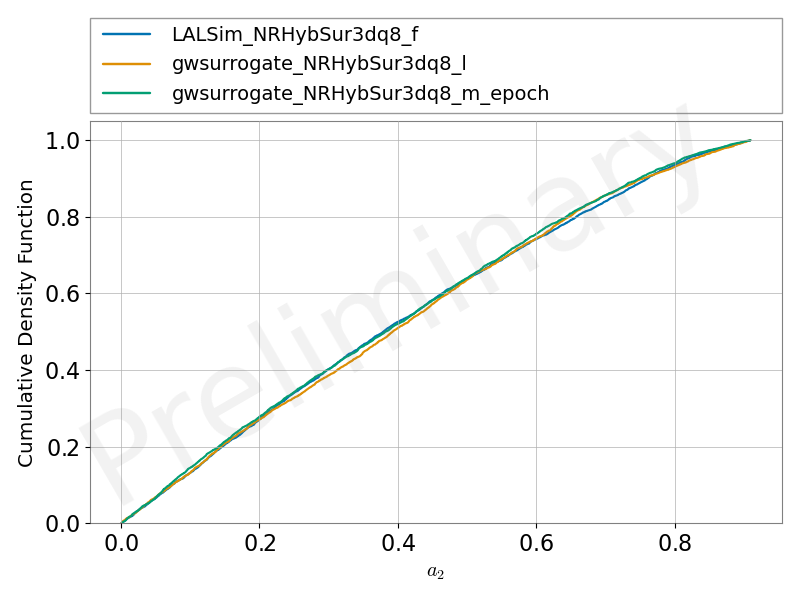 LALSim_NRHybSur3dq8_f
gwsurrogate_NRHybSur3dq8_l
gwsurrogate_NRHybSur3dq8_m_epoch
1.0
0.8
0.6
0.4
0.2
0.0
Cumulative Density Function
Preliminary
0.0 0.2 0.4 0.6 0.8
a₂